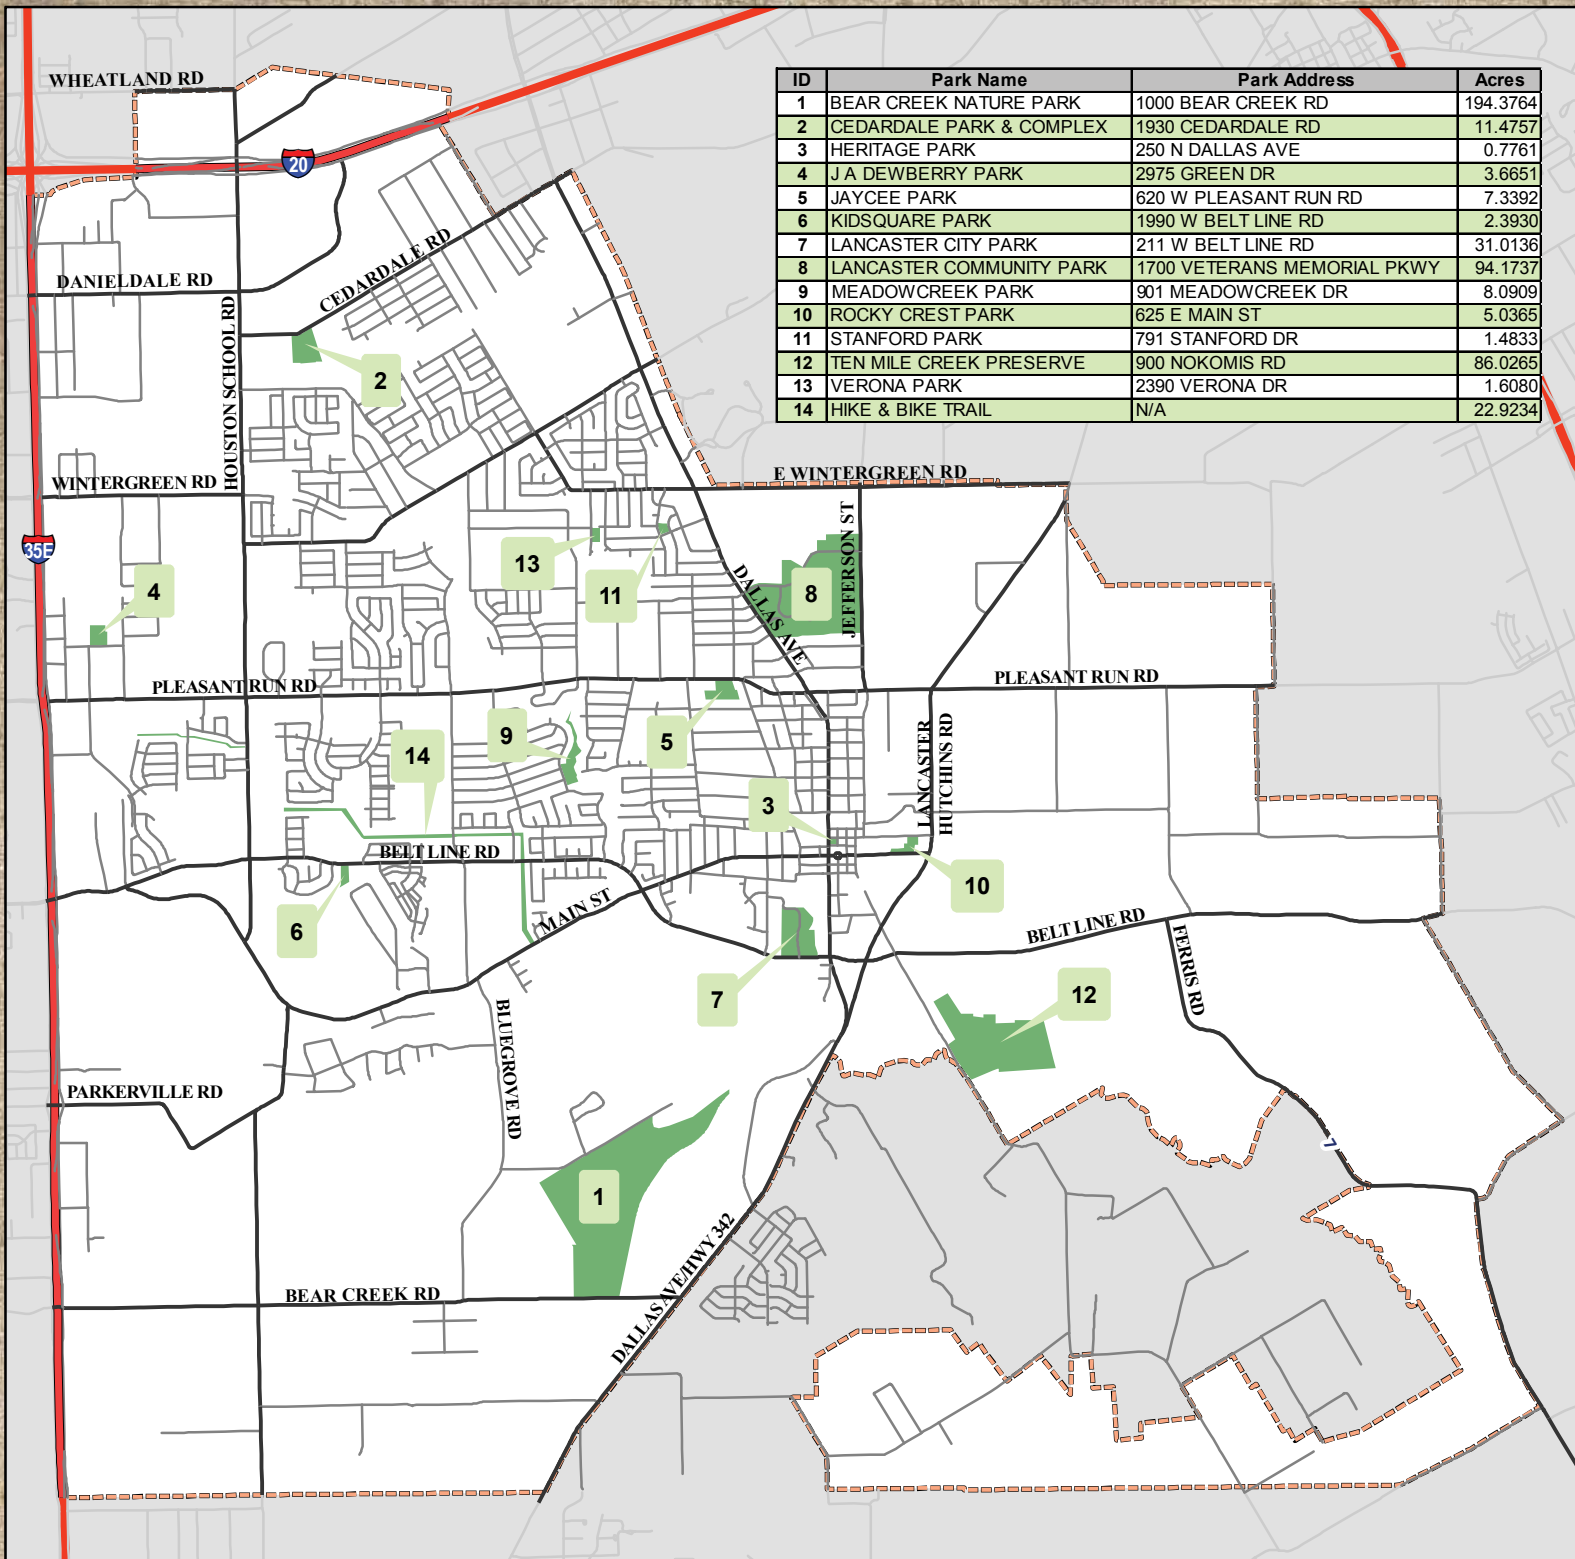 ID Park Name Park Address Acres
1 BEAR CREEK NATURE PARK 1000 BEAR CREEK RD 194.3764
2 CEDARDALE PARK & COMPLEX 1930 CEDARDALE RD 11.4757
3 HERITAGE PARK 250 N DALLAS AVE 0.7761
4 J A DEWBERRY PARK 2975 GREEN DR 3.6651
5 JAYCEE PARK 620 W PLEASANT RUN RD 7.3392
6 KIDSQUARE PARK 1990 W BELT LINE RD 2.3930
7 LANCASTER CITY PARK 211 W BELT LINE RD 31.0136
8 LANCASTER COMMUNITY PARK 1700 VETERANS MEMORIAL PKWY 94.1737
9 MEADOWCREEK PARK 901 MEADOWCREEK DR 8.0909
10 ROCKY CREST PARK 625 E MAIN ST 5.0365
11 STANFORD PARK 791 STANFORD DR 1.4833
12 TEN MILE CREEK PRESERVE 900 NOKOMIS RD 86.0265
13 VERONA PARK 2390 VERONA DR 1.6080
14 HIKE & BIKE TRAIL N/A 22.9234
WHEATLAND RD
20
CEDARDALE RD
DANIELDALE RD
HOUSTON SCHOOL RD
2
WINTERGREEN RD
E WINTERGREEN RD
35E
JEFFERSON ST
13
11
8
4
DALLAS AVE
PLEASANT RUN RD
PLEASANT RUN RD
9
5
14
LANCASTER
HUTCHINS RD
3
BELT LINE RD
10
MAIN ST
6
BELT LINE RD
FERRIS RD
7
12
BLUEGROVE RD
PARKERVILLE RD
7
1
DALLAS AVE/HWY 342
BEAR CREEK RD